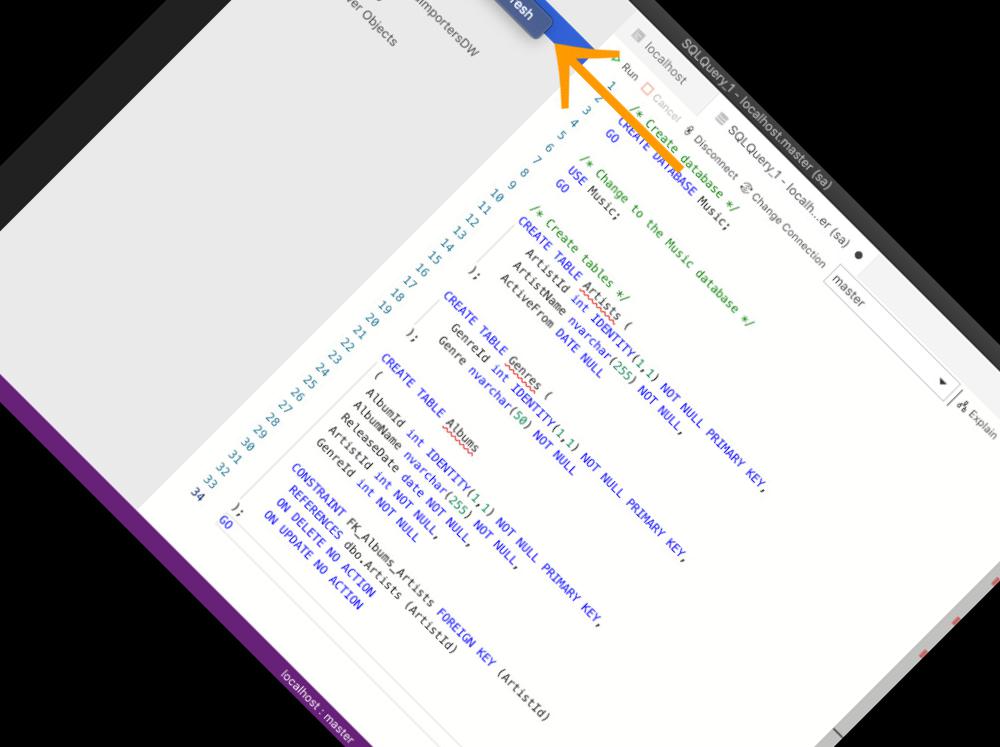 SQLQuery_1 - localhost.master (sa)
localhost
SQLQuery_1 - localh...er (sa)
Run Cancel Disconnect Change Connection master Explain
ImportersDW
Objects
1 /* Create database */
2 CREATE DATABASE Music;
3 GO
4
5 /* Change to the Music database */
6 USE Music;
7 GO
8
9 /* Create tables */
10 CREATE TABLE Artists (
11 ArtistId int IDENTITY(1,1) NOT NULL PRIMARY KEY,
12 ArtistName nvarchar(255) NOT NULL,
13 ActiveFrom DATE NULL
14 );
15
16 CREATE TABLE Genres (
17 GenreId int IDENTITY(1,1) NOT NULL PRIMARY KEY,
18 Genre nvarchar(50) NOT NULL
19 );
20
21 CREATE TABLE Albums
22 (
23 AlbumId int IDENTITY(1,1) NOT NULL PRIMARY KEY,
24 AlbumName nvarchar(255) NOT NULL,
25 ReleaseDate date NOT NULL,
26 ArtistId int NOT NULL,
27 GenreId int NOT NULL
28
29 CONSTRAINT FK_Albums_Artists FOREIGN KEY (ArtistId)
30 REFERENCES dbo.Artists (ArtistId)
31 ON DELETE NO ACTION
32 ON UPDATE NO ACTION
33 );
34 GO
localhost : master